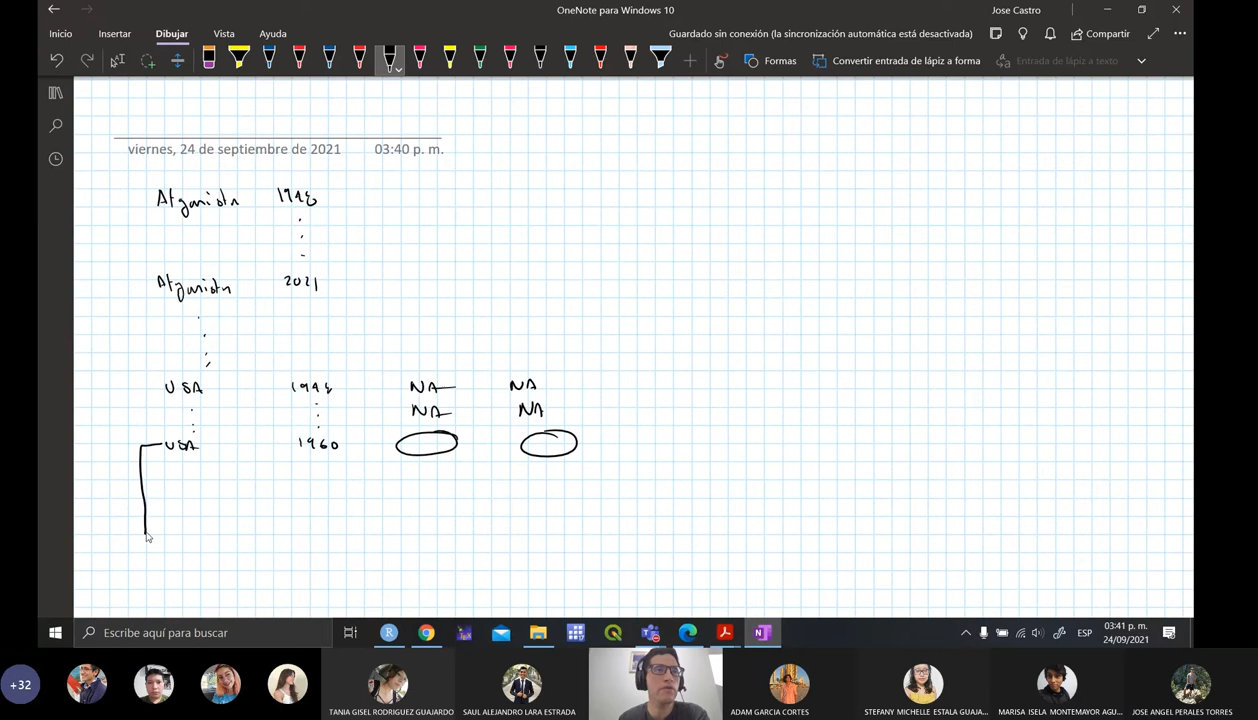 OneNote para Windows 10
Jose Castro
Inicio Insertar Dibujar Vista Ayuda
Guardado sin conexión (la sincronización automática está desactivada)
Compartir
Formas
Convertir entrada de lápiz a forma
Entrada de lápiz a texto
viernes, 24 de septiembre de 2021 03:40 p. m.
Afganistn 1948
Afganistn 2021
USA 1948 NA NA
NA NA
USA 1960
Escribe aquí para buscar
ESP
03:41 p. m.
24/09/2021
+32
TANIA GISEL RODRIGUEZ GUAJARDO
SAUL ALEJANDRO LARA ESTRADA
ADAM GARCIA CORTES
STEFANY MICHELLE ESTALA GUAJA...
MARISA ISELA MONTEMAYOR AGU...
JOSE ANGEL PERALES TORRES